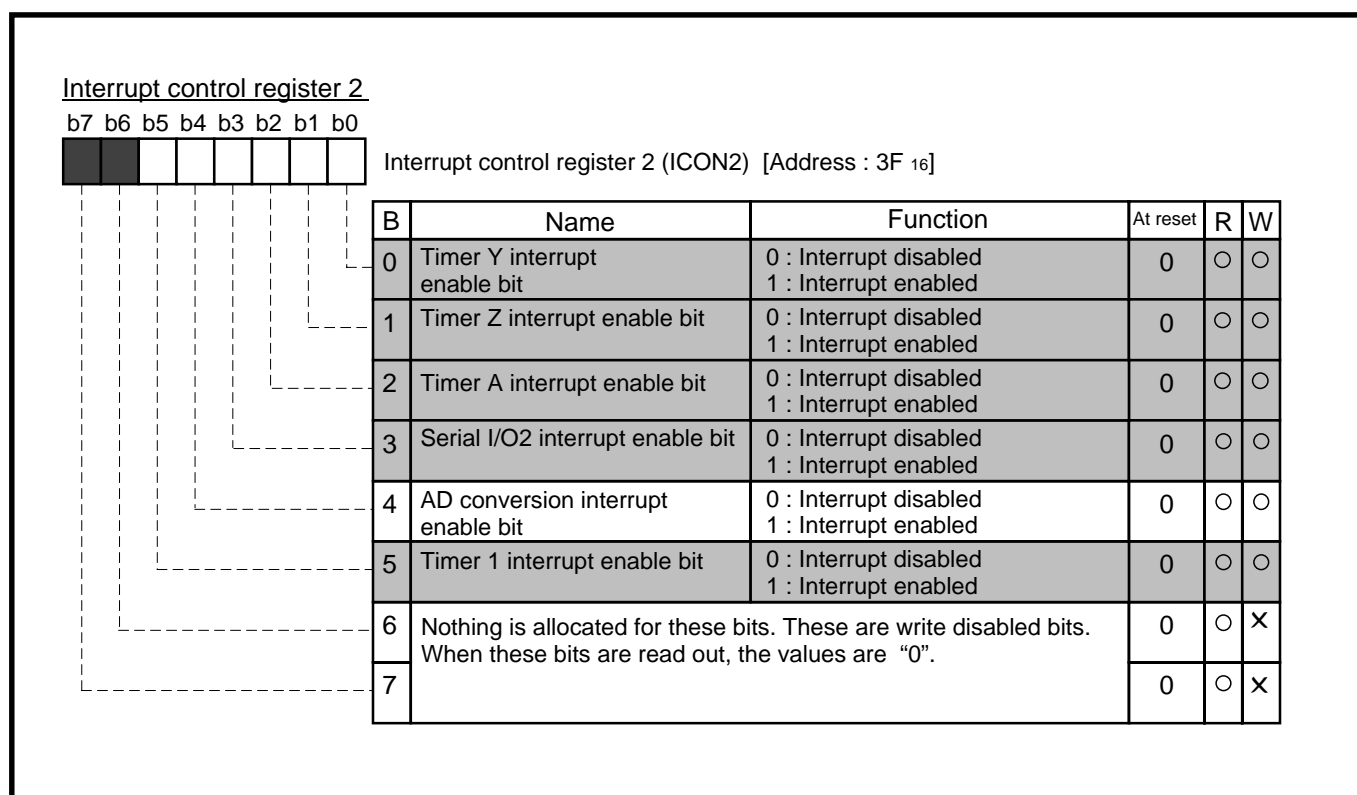 Interrupt control register 2
b7 b6 b5 b4 b3 b2 b1 b0
Interrupt control register 2 (ICON2) [Address : 3F 16]
B Name Function At reset R W
0 Timer Y interrupt enable bit 0 : Interrupt disabled 0 ○ ○
1 : Interrupt enabled
1 Timer Z interrupt enable bit 0 : Interrupt disabled 0 ○ ○
1 : Interrupt enabled
2 Timer A interrupt enable bit 0 : Interrupt disabled 0 ○ ○
1 : Interrupt enabled
3 Serial I/O2 interrupt enable bit 0 : Interrupt disabled 0 ○ ○
1 : Interrupt enabled
4 AD conversion interrupt enable bit 0 : Interrupt disabled 0 ○ ○
1 : Interrupt enabled
5 Timer 1 interrupt enable bit 0 : Interrupt disabled 0 ○ ○
1 : Interrupt enabled
6 Nothing is allocated for these bits. These are write disabled bits. 0 ○ ×
When these bits are read out, the values are “0”.
7 0 ○ ×